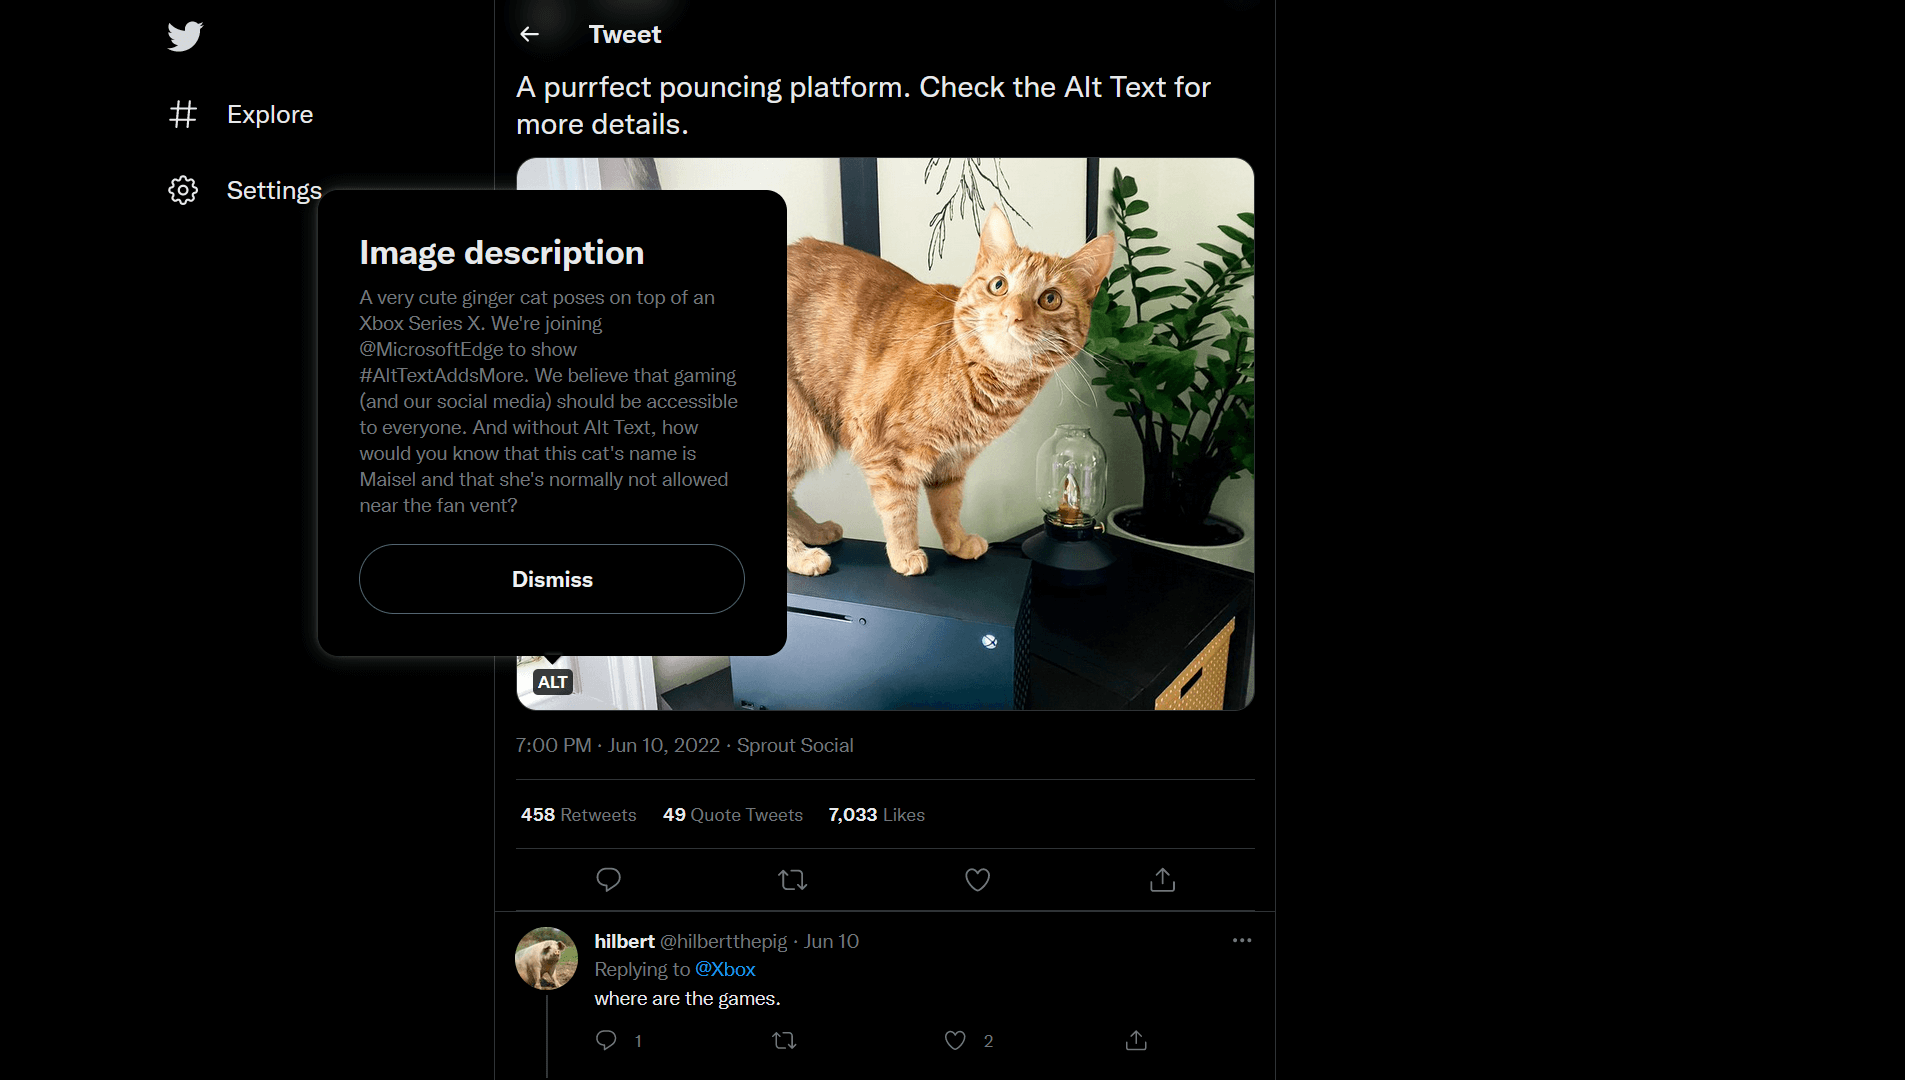 Tweet
Explore
Settings
A purrfect pouncing platform. Check the Alt Text for
more details.
Image description
A very cute ginger cat poses on top of an
Xbox Series X. We're joining
@MicrosoftEdge to show
#AltTextAddsMore. We believe that gaming
(and our social media) should be accessible
to everyone. And without Alt Text, how
would you know that this cat's name is
Maisel and that she's normally not allowed
near the fan vent?
Dismiss
ALT
7:00 PM · Jun 10, 2022 · Sprout Social
458 Retweets 49 Quote Tweets 7,033 Likes
hilbert @hilbertthepig · Jun 10
Replying to @Xbox
where are the games.
1 2